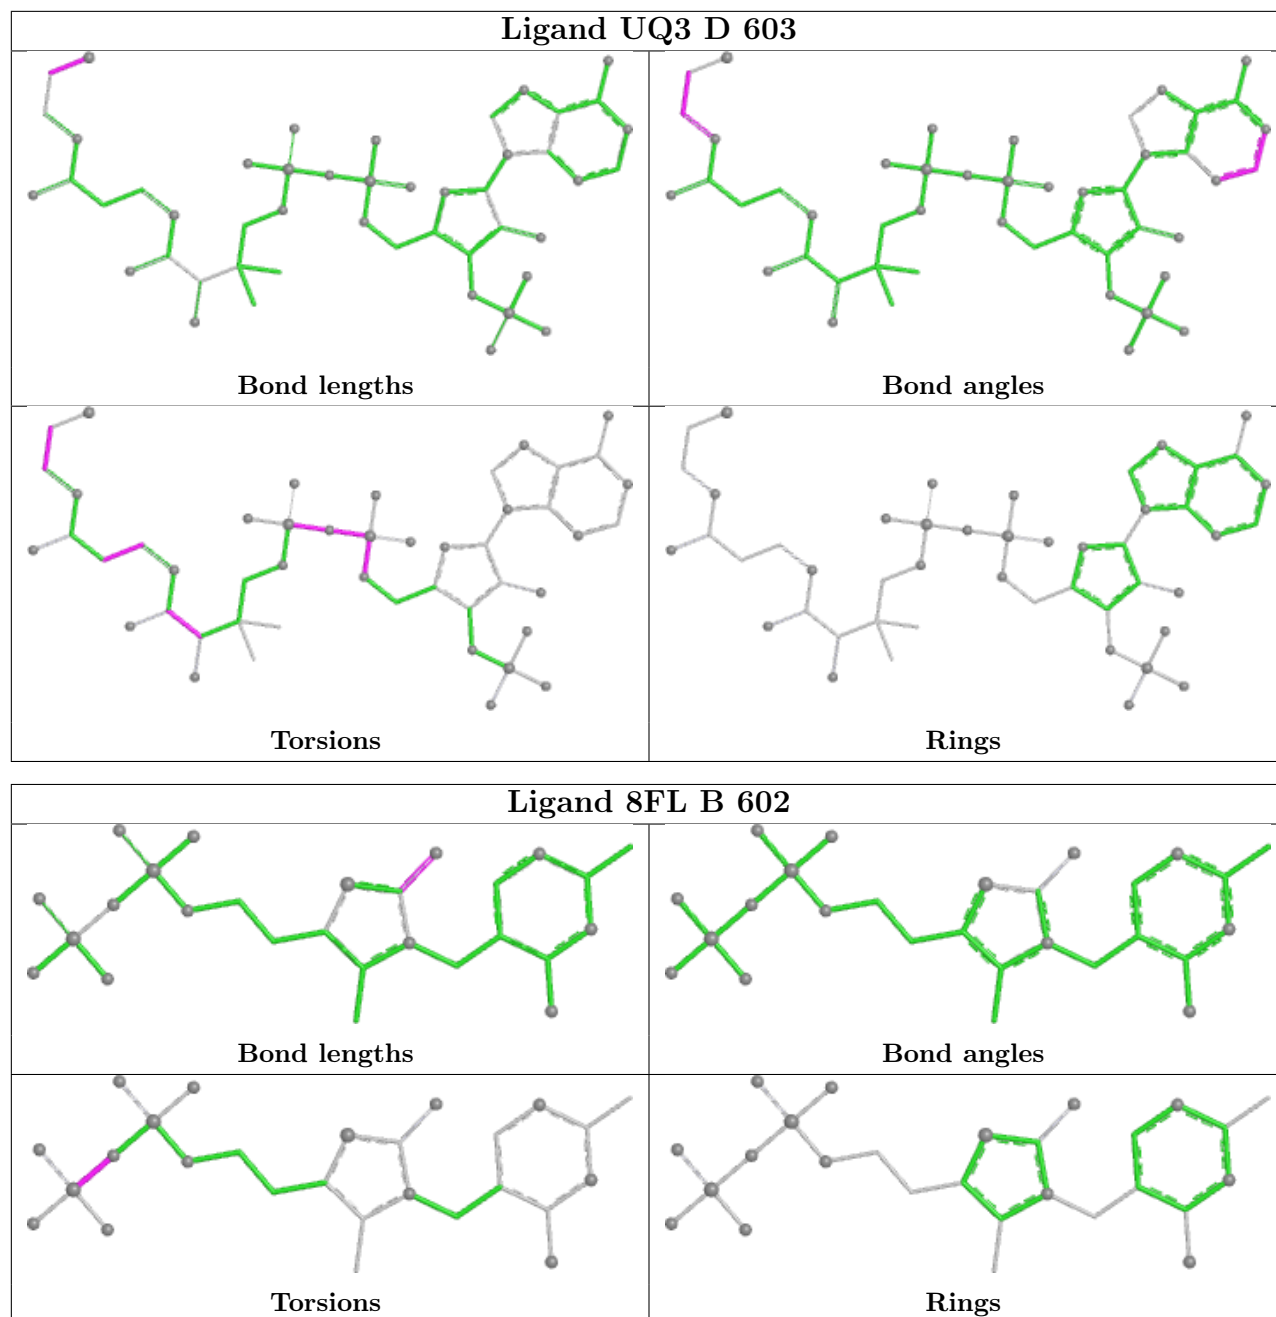 Ligand UQ3 D 603
Bond lengths
Bond angles
Torsions
Rings
Ligand 8FL B 602
Bond lengths
Bond angles
Torsions
Rings